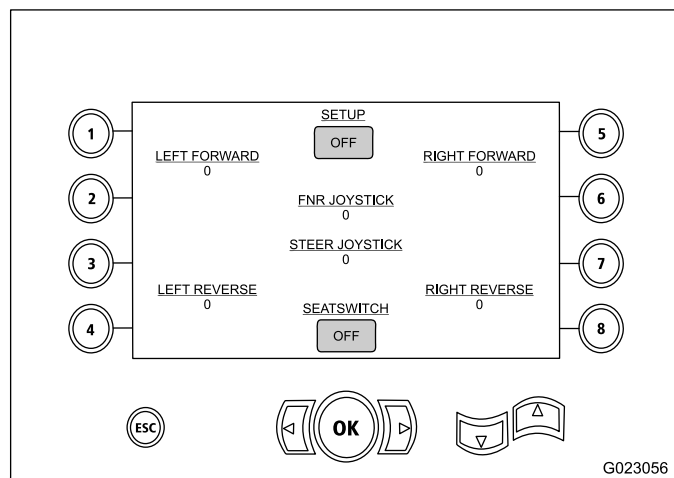 SETUP
1
OFF
5
LEFT FORWARD
0
RIGHT FORWARD
0
2
FNR JOYSTICK
0
6
3
STEER JOYSTICK
0
7
LEFT REVERSE
0
RIGHT REVERSE
0
SEATSWITCH
4
OFF
8
ESC
OK
G023056